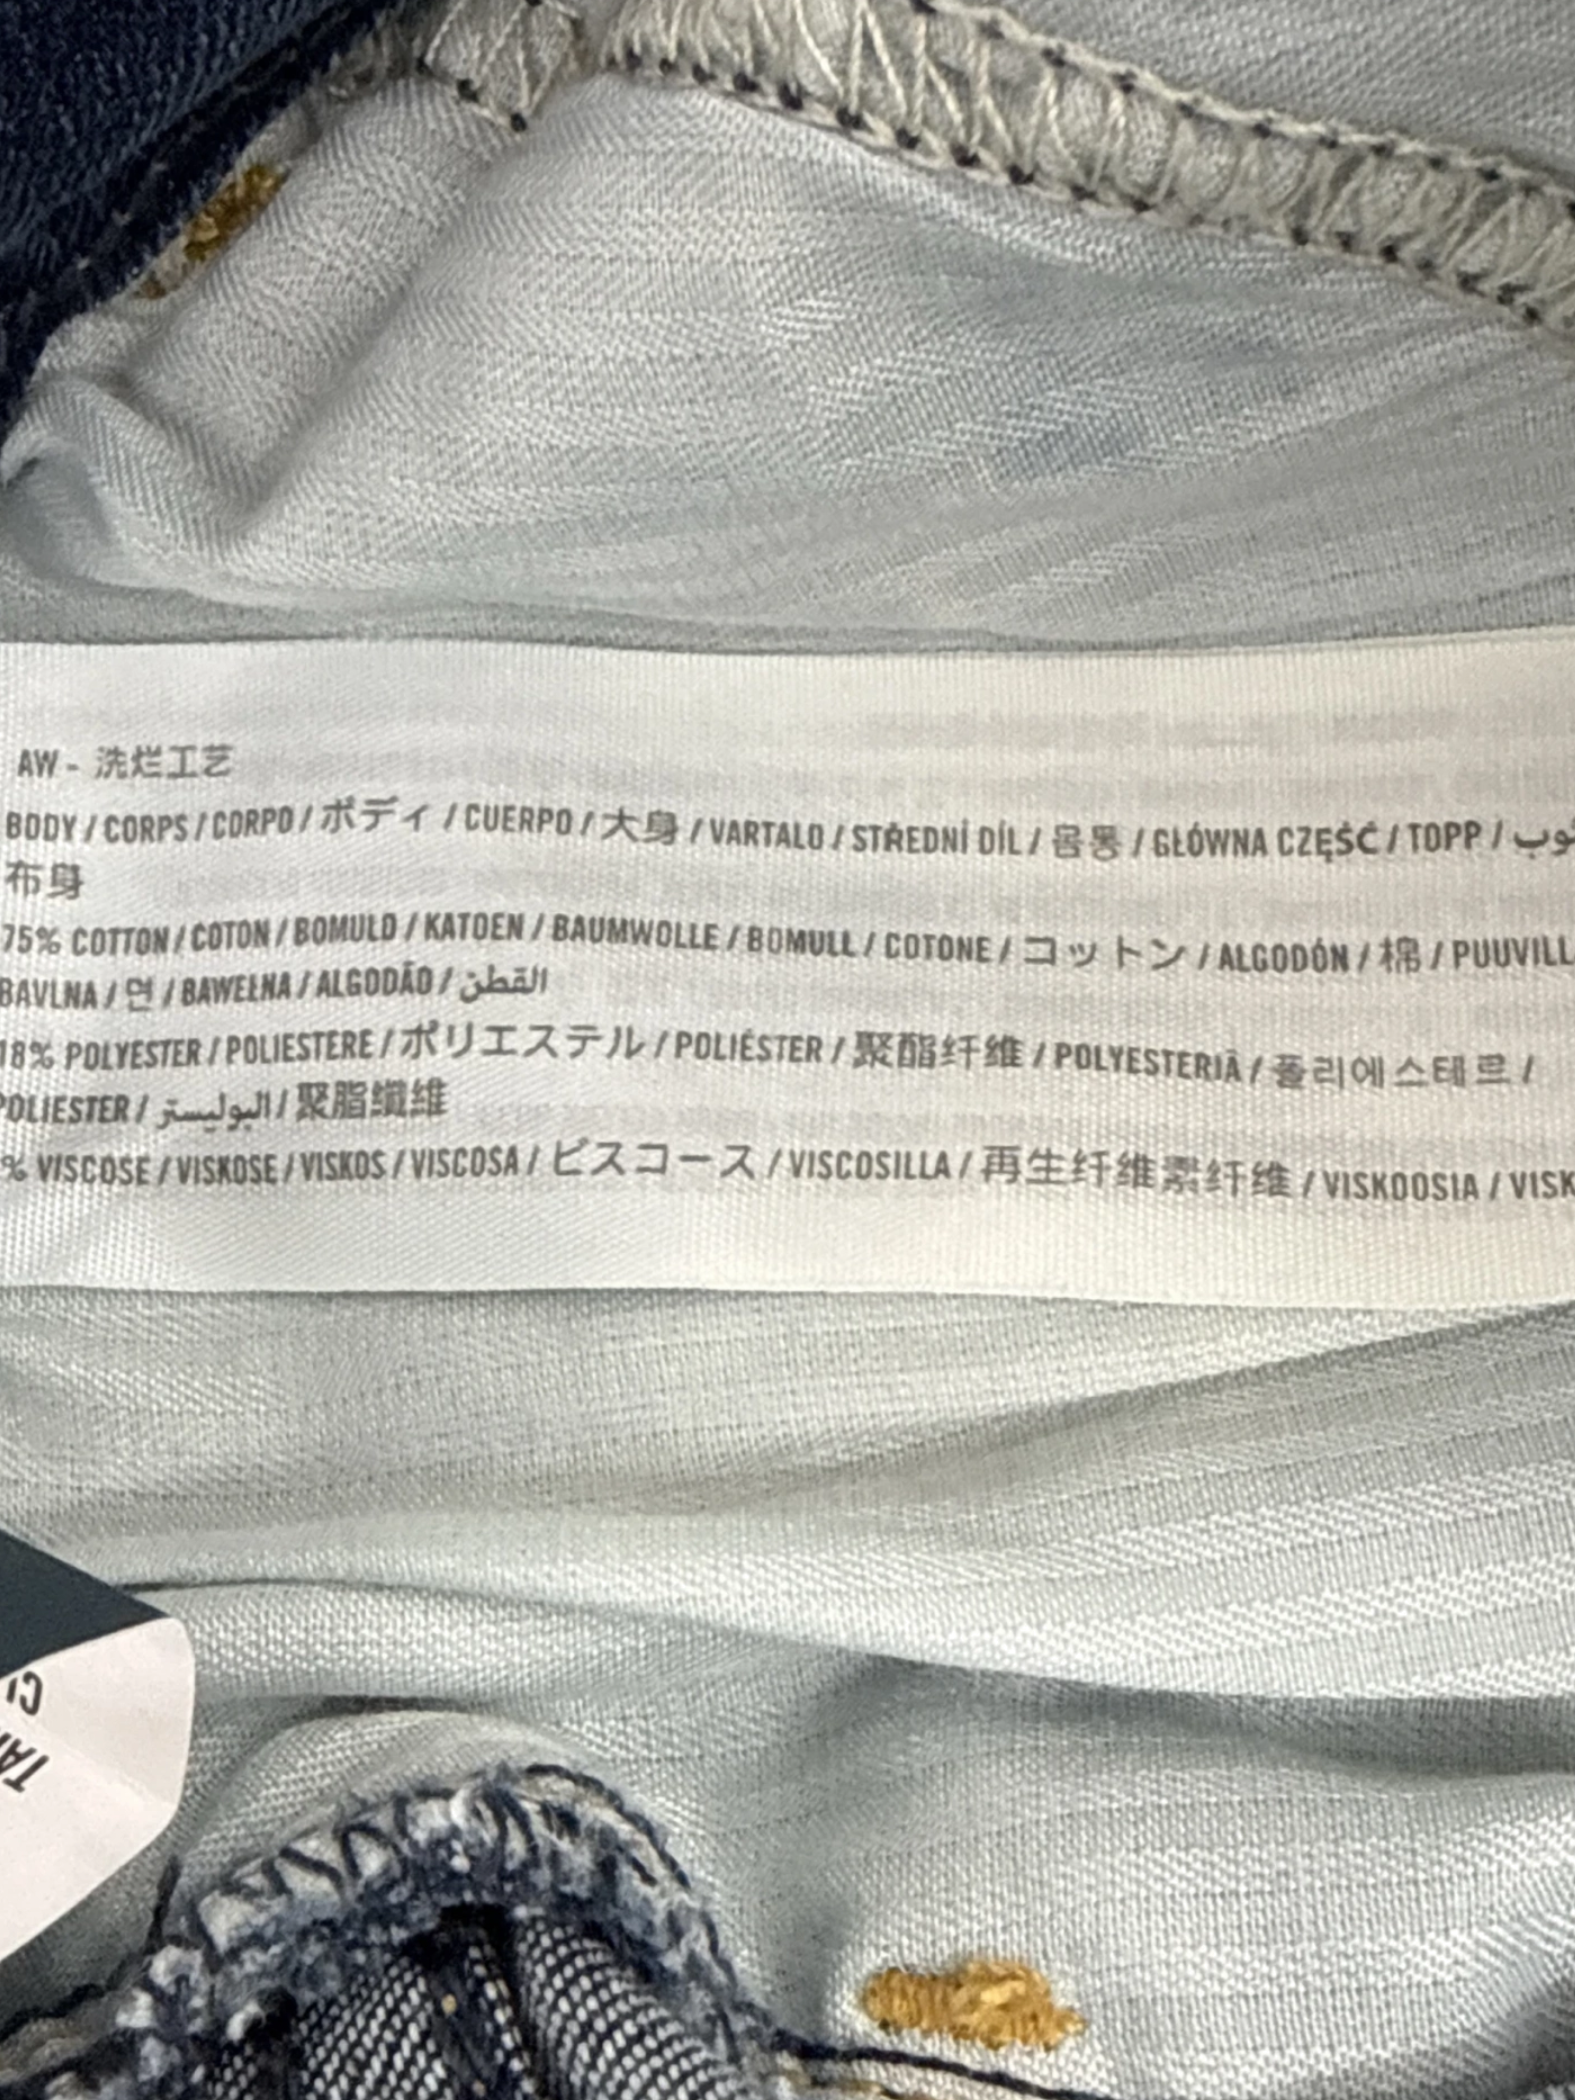 AW - 洗烂工艺
BODY / CORPS / CORPO / ボディ / CUERPO / 大身 / VARTALO / STŘEDNÍ DÍL / 몸통 / GŁÓWNA CZĘŚĆ / TOPP /
布身
75% COTTON / COTON / BOMULD / KATOEN / BAUMWOLLE / BOMULL / COTONE / コットン / ALGODÓN / 棉 / PUUVILL
BAVLNA / 면 / BAWEŁNA / ALGODÃO / القطن
18% POLYESTER / POLIESTERE / ポリエステル / POLIÉSTER / 聚酯纤维 / POLYESTERIÄ / 폴리에스테르 /
POLIESTER / البوليستر / 聚脂纖维
% VISCOSE / VISKOSE / VISKOS / VISCOSA / ビスコース / VISCOSILLA / 再生纤维素纤维 / VISKOOSIA / VISK